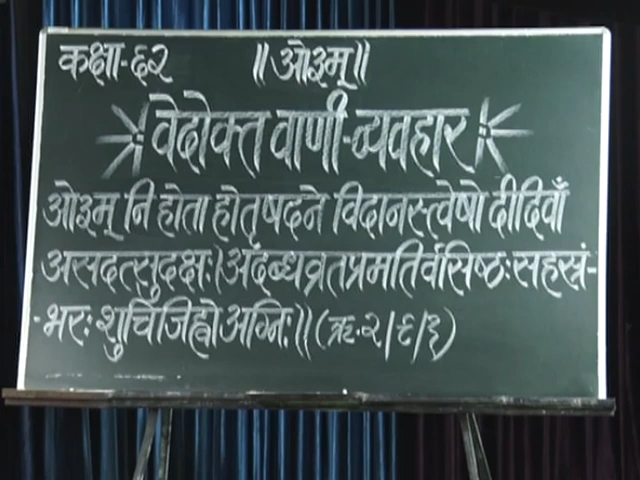 कक्षा-६२ ॥ओ३म्॥
वेदोक्त वाणी-व्यवहार
ओ३म् नि होता होतृषदने विदानस्त्वेषो दीदिवाँ
असदत्सुदक्षः। अदब्धव्रतप्रमतिर्वसिष्ठः सहस्रं-
-भरः शुचिजिह्वो अग्निः॥ (ऋ.२/९/१)